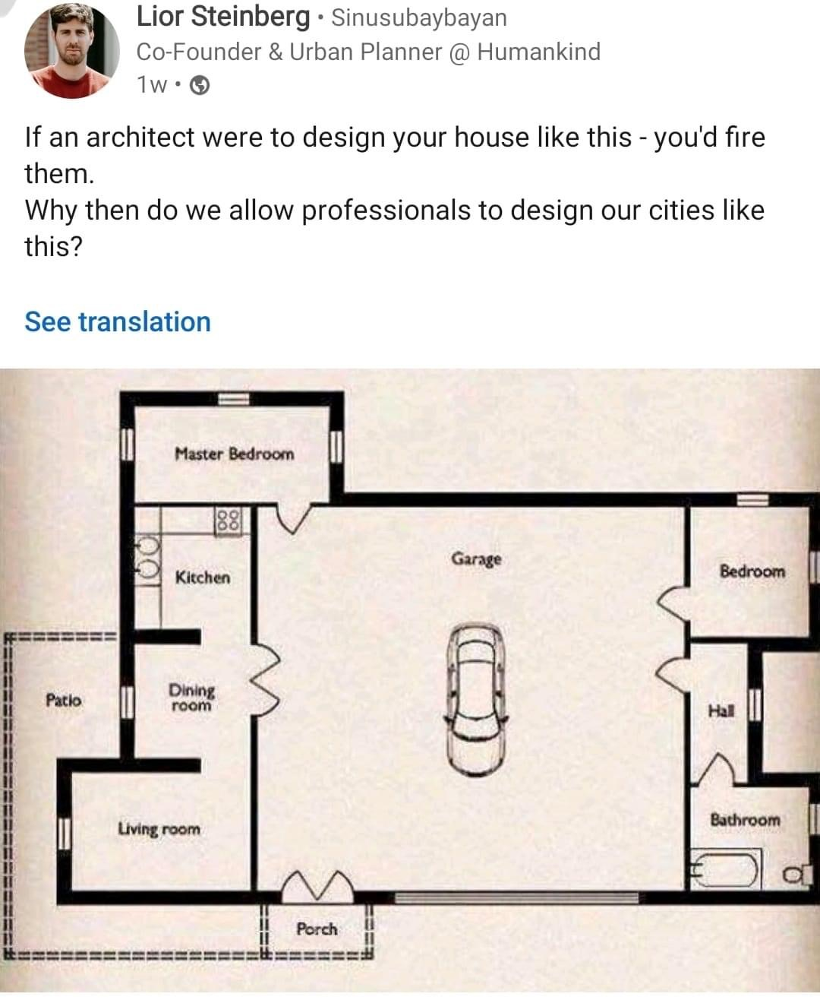 Lior Steinberg • Sinusubaybayan
Co-Founder & Urban Planner @ Humankind
1w •
If an architect were to design your house like this - you'd fire
them.
Why then do we allow professionals to design our cities like
this?
See translation
Master Bedroom
Kitchen
Garage
Bedroom
Patio
Dining
room
Hall
Living room
Bathroom
Porch